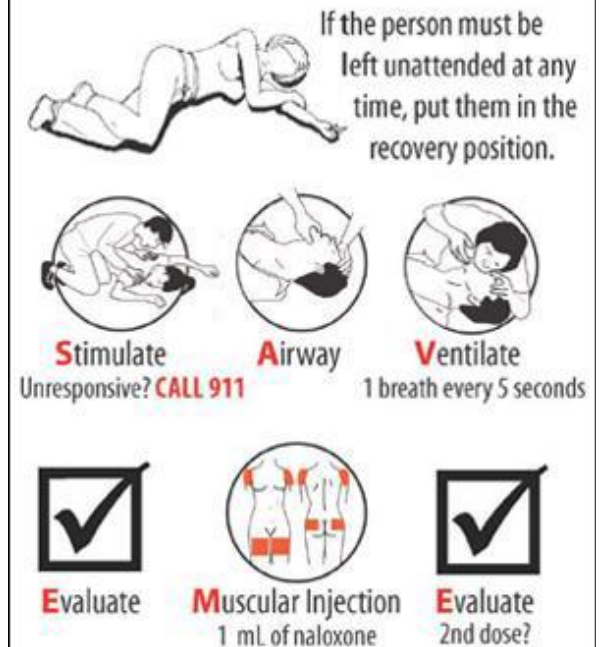 If the person must be
left unattended at any
time, put them in the
recovery position.
Stimulate
Unresponsive? CALL 911
Airway
Ventilate
1 breath every 5 seconds
Evaluate
Muscular Injection
1 mL of naloxone
Evaluate
2nd dose?